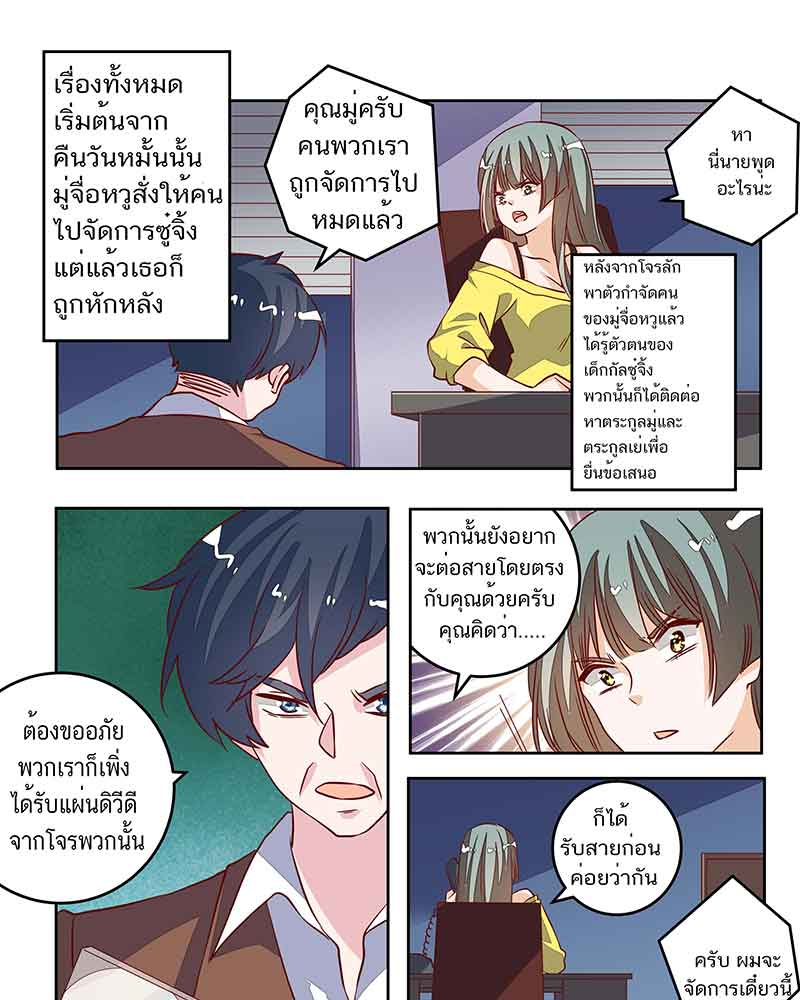 เรื่องทั้งหมด
เริ่มต้นจาก
คืนวันหมั้นนั้น
มู่จื่อหวูสั่งให้คน
ไปจัดการซู๋จิ้ง
แต่แล้วเธอก็
ถูกหักหลัง
คุณมู่ครับ
คนพวกเรา
ถูกจัดการไป
หมดแล้ว
หา
นี่นายพูด
อะไรนะ
หลังจากโจรลัก
พาตัวกำจัดคน
ของมู่จื่อหวูแล้ว
ได้รู้ตัวตนของ
เด็กกัลซู๋จิ้ง
พวกนั้นก็ได้ติดต่อ
หาตระกูลมู่และ
ตระกูลเย่เพื่อ
ยื่นข้อเสนอ
พวกนั้นยังอยาก
จะต่อสายโดยตรง
กับคุณด้วยครับ
คุณคิดว่า.....
ต้องขออภัย
พวกเราก็เพิ่ง
ได้รับแผ่นดิวีดี
จากโจรพวกนั้น
ก็ได้
รับสายก่อน
ค่อยว่ากัน
ครับ ผมจะ
จัดการเดี๋ยวนี้